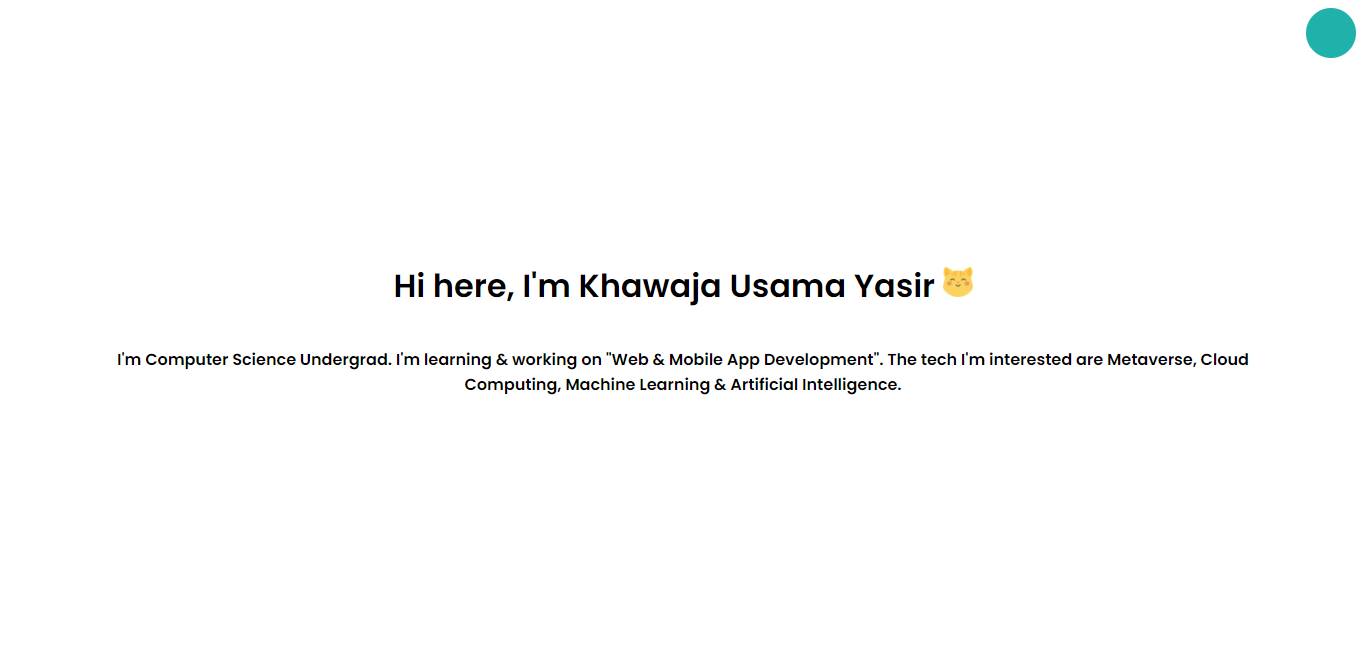 Hi here, I'm Khawaja Usama Yasir 😸
I'm Computer Science Undergrad. I'm learning & working on "Web & Mobile App Development". The tech I'm interested are Metaverse, Cloud
Computing, Machine Learning & Artificial Intelligence.